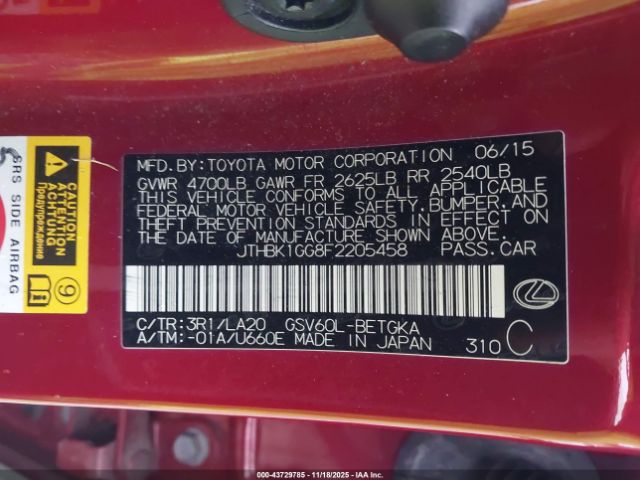 MFD.BY:TOYOTA MOTOR CORPORATION 06/15
GVWR 4700LB GAWR FR 2625LB RR 2540LB
THIS VEHICLE CONFORMS TO ALL APPLICABLE
FEDERAL MOTOR VEHICLE SAFETY, BUMPER, AND
THEFT PREVENTION STANDARDS IN EFFECT ON
THE DATE OF MANUFACTURE SHOWN ABOVE.
JTHBK1GG8F2205458 PASS.CAR
C/TR:3R1/LA20 GSV60L-BETGKA
A/TM:-01A/U660E MADE IN JAPAN 310 C
SRS SIDE AIRBAG
ATTENTION
ACHTUNG
Предупреждение
9
000-43729785 - 11/18/2025 - IAAI.COM